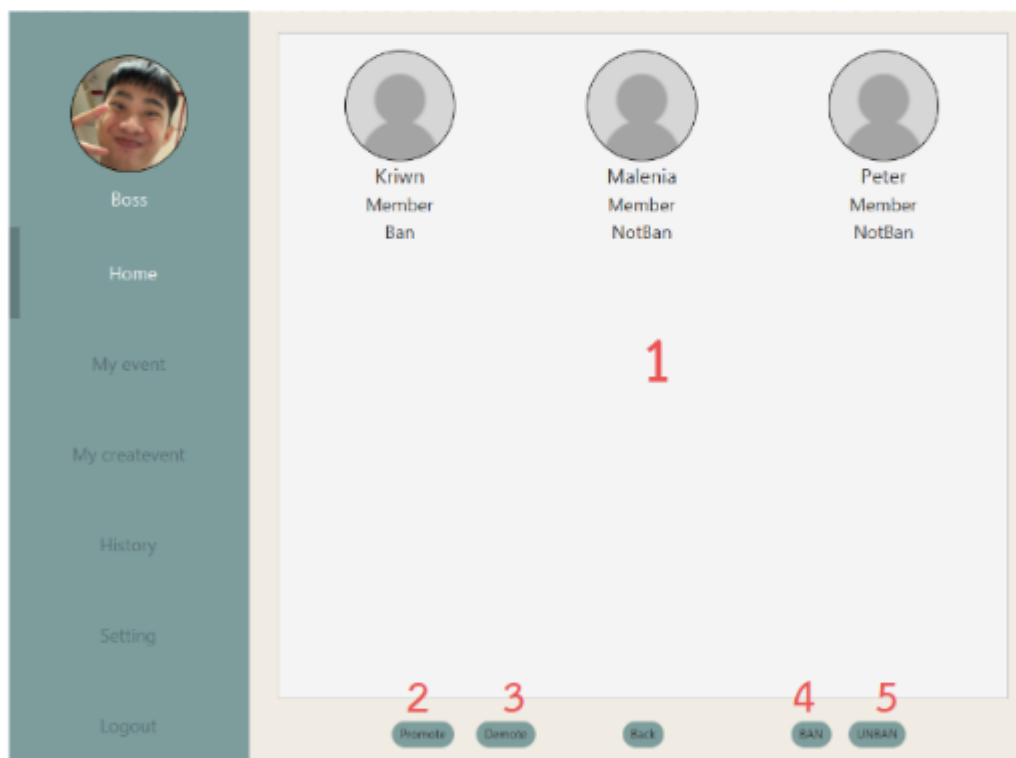 Boss
Home
My event
My createvent
History
Setting
Logout
Kriwn
Member
Ban
Malenia
Member
NotBan
Peter
Member
NotBan
1
2
3
4
5
Promote
Demote
Back
BAN
UNBAN